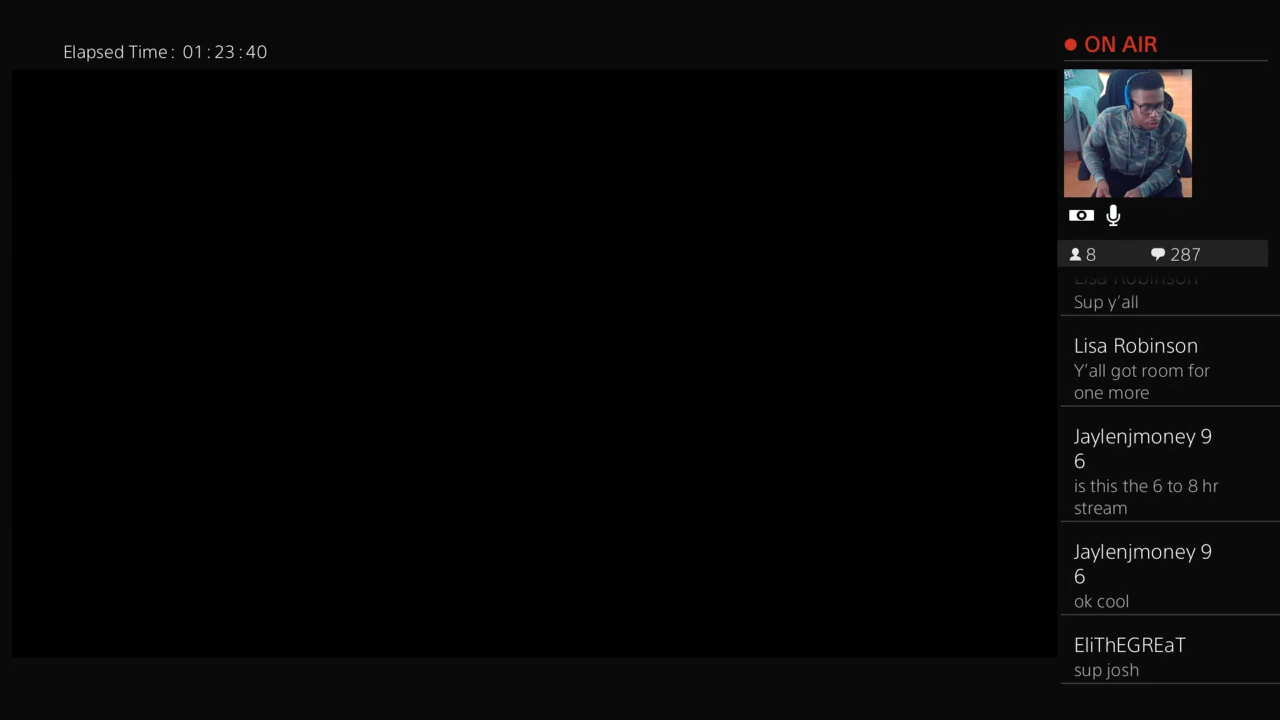 Elapsed Time: 01:23:40
ON AIR
8 287
Lisa Robinson
Sup y'all
Lisa Robinson
Y'all got room for
one more
Jaylenjmoney 9
6
is this the 6 to 8 hr
stream
Jaylenjmoney 9
6
ok cool
EliThEGREaT
sup josh